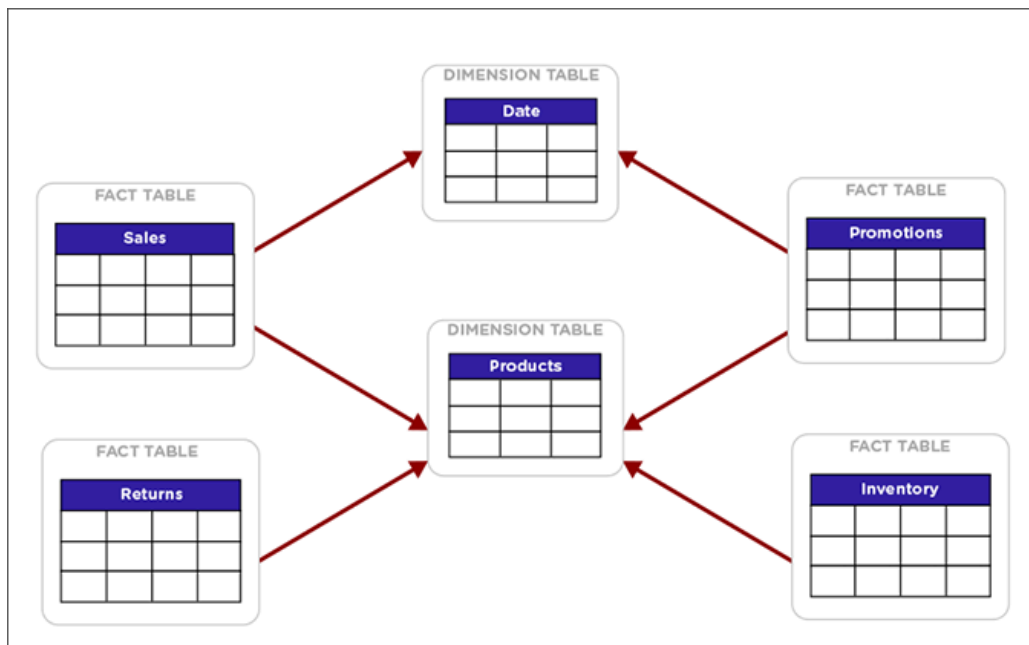 DIMENSION TABLE
Date
FACT TABLE
Sales
FACT TABLE
Promotions
DIMENSION TABLE
Products
FACT TABLE
Returns
FACT TABLE
Inventory